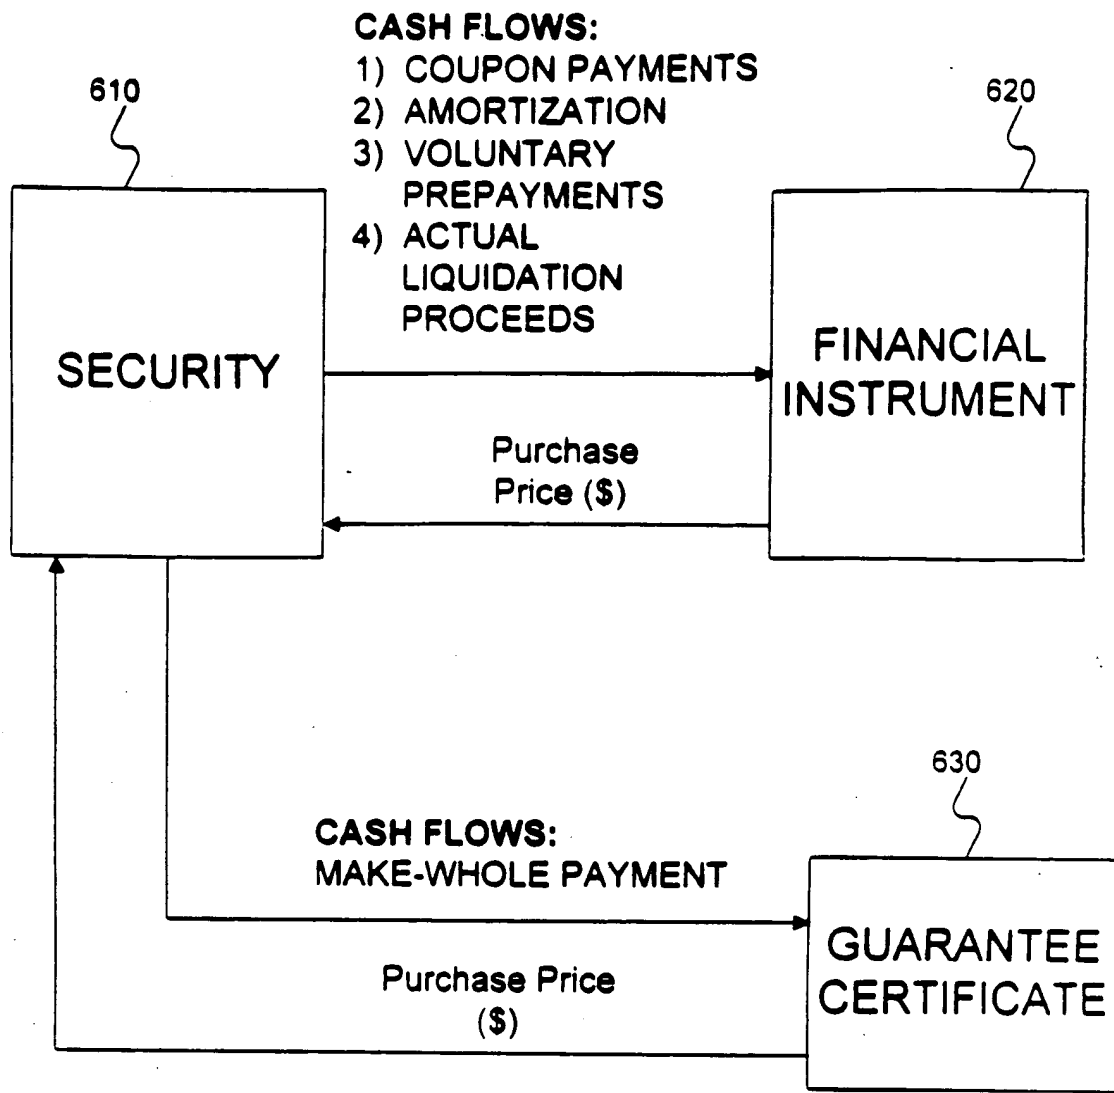 CASH FLOWS:
1) COUPON PAYMENTS
2) AMORTIZATION
3) VOLUNTARY
PREPAYMENTS
4) ACTUAL
LIQUIDATION
PROCEEDS
610
620
SECURITY
FINANCIAL
INSTRUMENT
Purchase
Price ($)
630
CASH FLOWS:
MAKE-WHOLE PAYMENT
GUARANTEE
CERTIFICATE
Purchase Price
($)